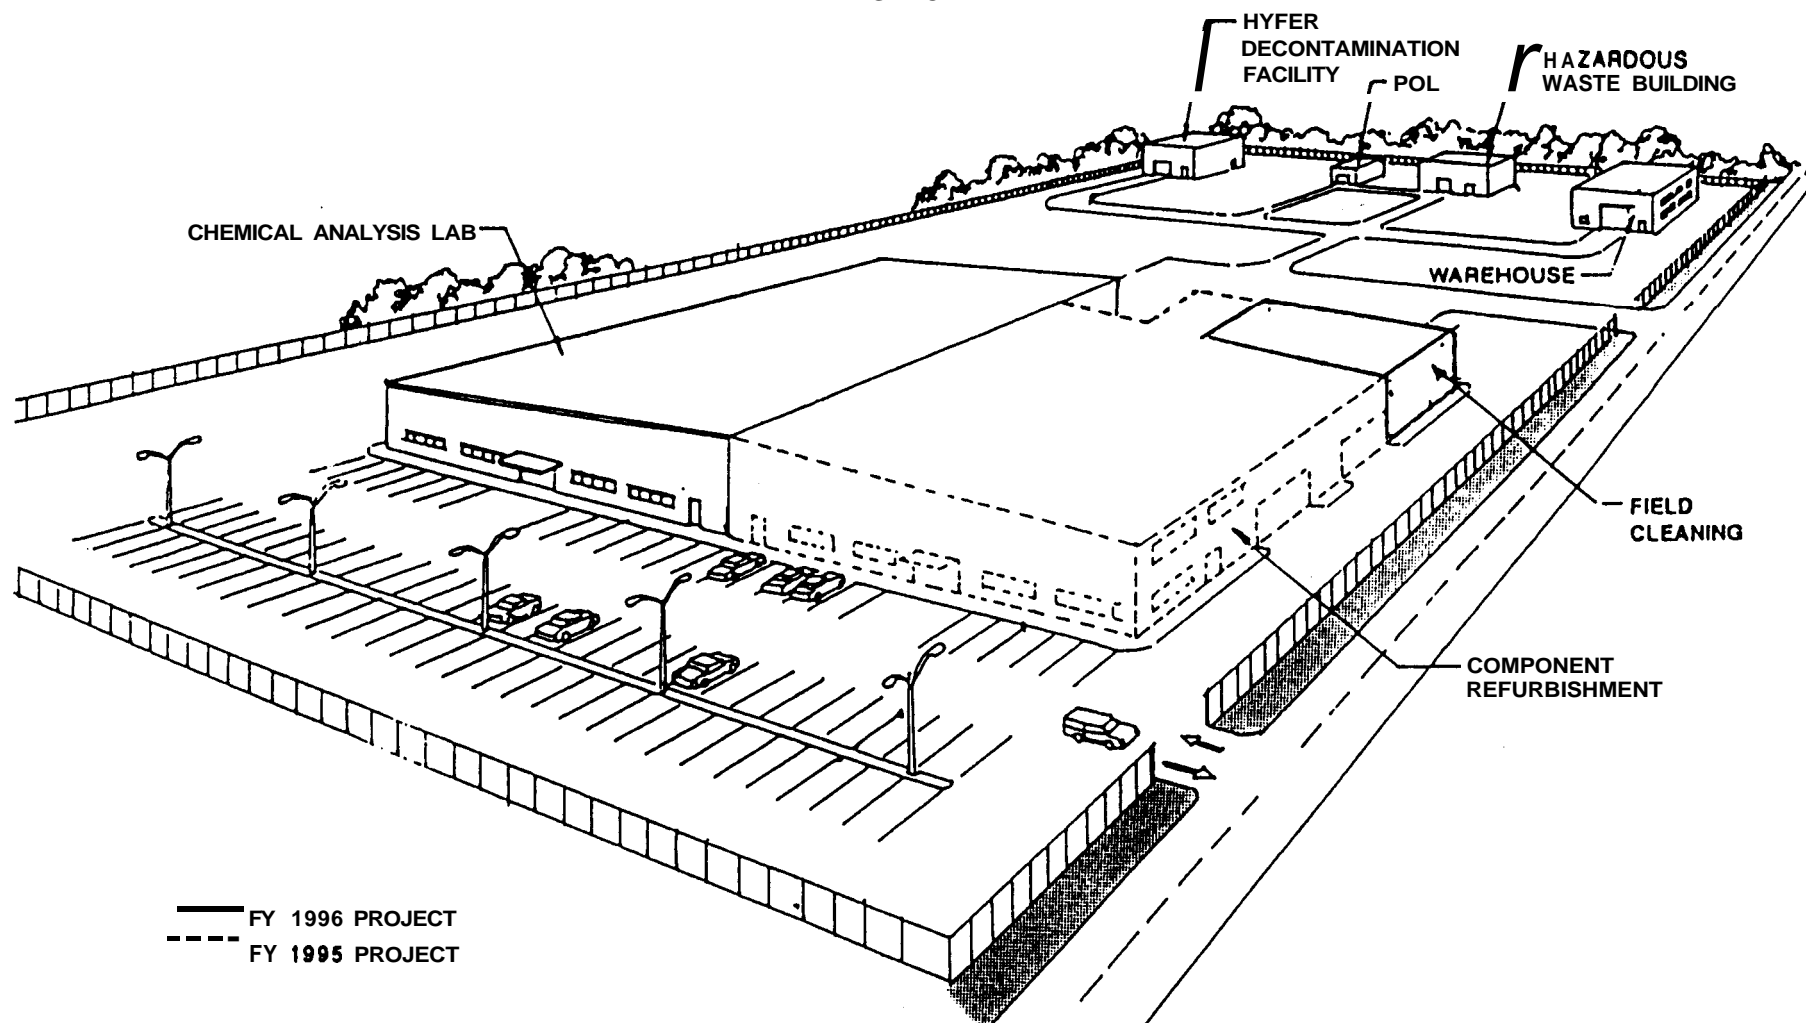 HYFER
DECONTAMINATION
FACILITY
POL
HAZARDOUS
WASTE BUILDING
CHEMICAL ANALYSIS LAB
WAREHOUSE
FIELD
CLEANING
COMPONENT
REFURBISHMENT
FY 1996 PROJECT
FY 1995 PROJECT